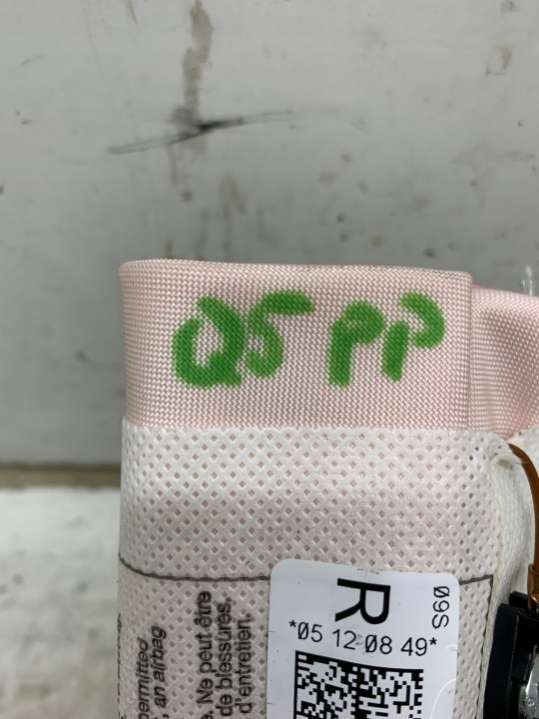 Q5 PP
R
S60
*05 12 08 49*
permitted
, an airbag
. Ne peut être
de blessures.
d'entretien.